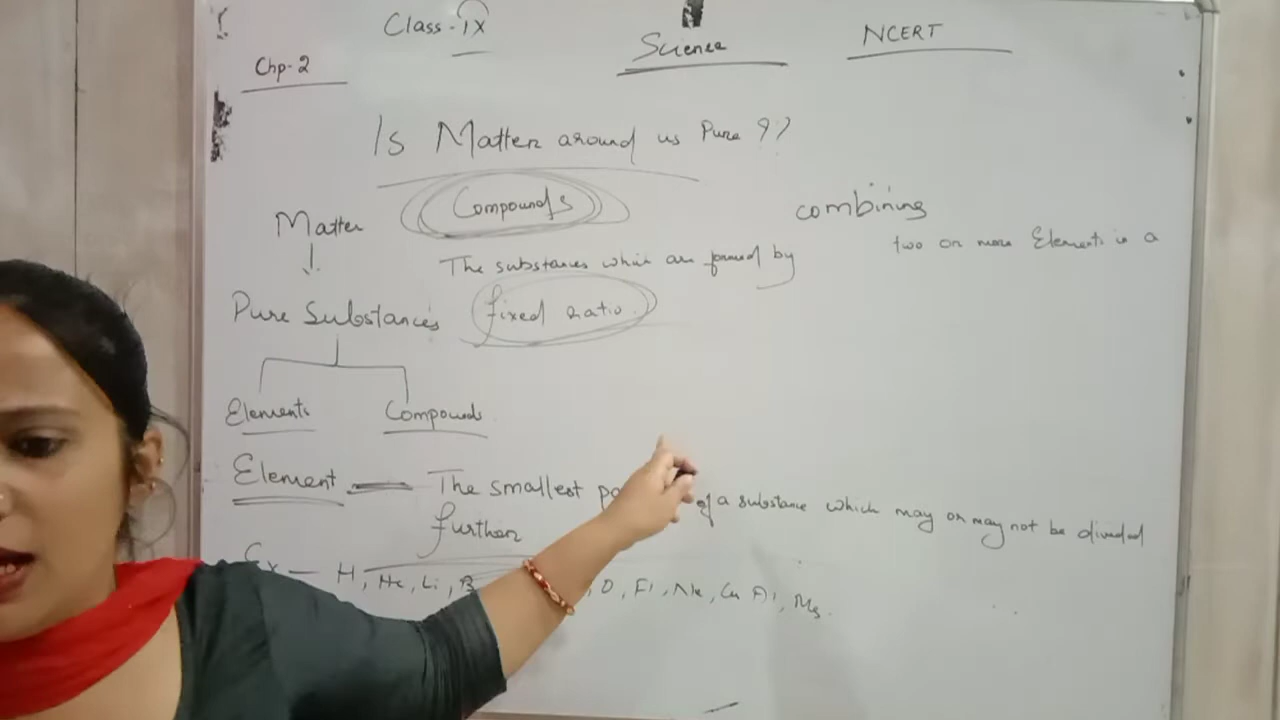 Class-IX
Science
NCERT
Chp-2
Is Matter around us Pure ??
Compounds
Matter
The substances which are formed by combining two or more Elements in a
fixed ratio.
Pure Substances
Elements
Compounds
Element — The smallest of a substance which may or may not be divided
further
Ex — H, He, Li, B , O, Fl, Ne, Al, Mg.